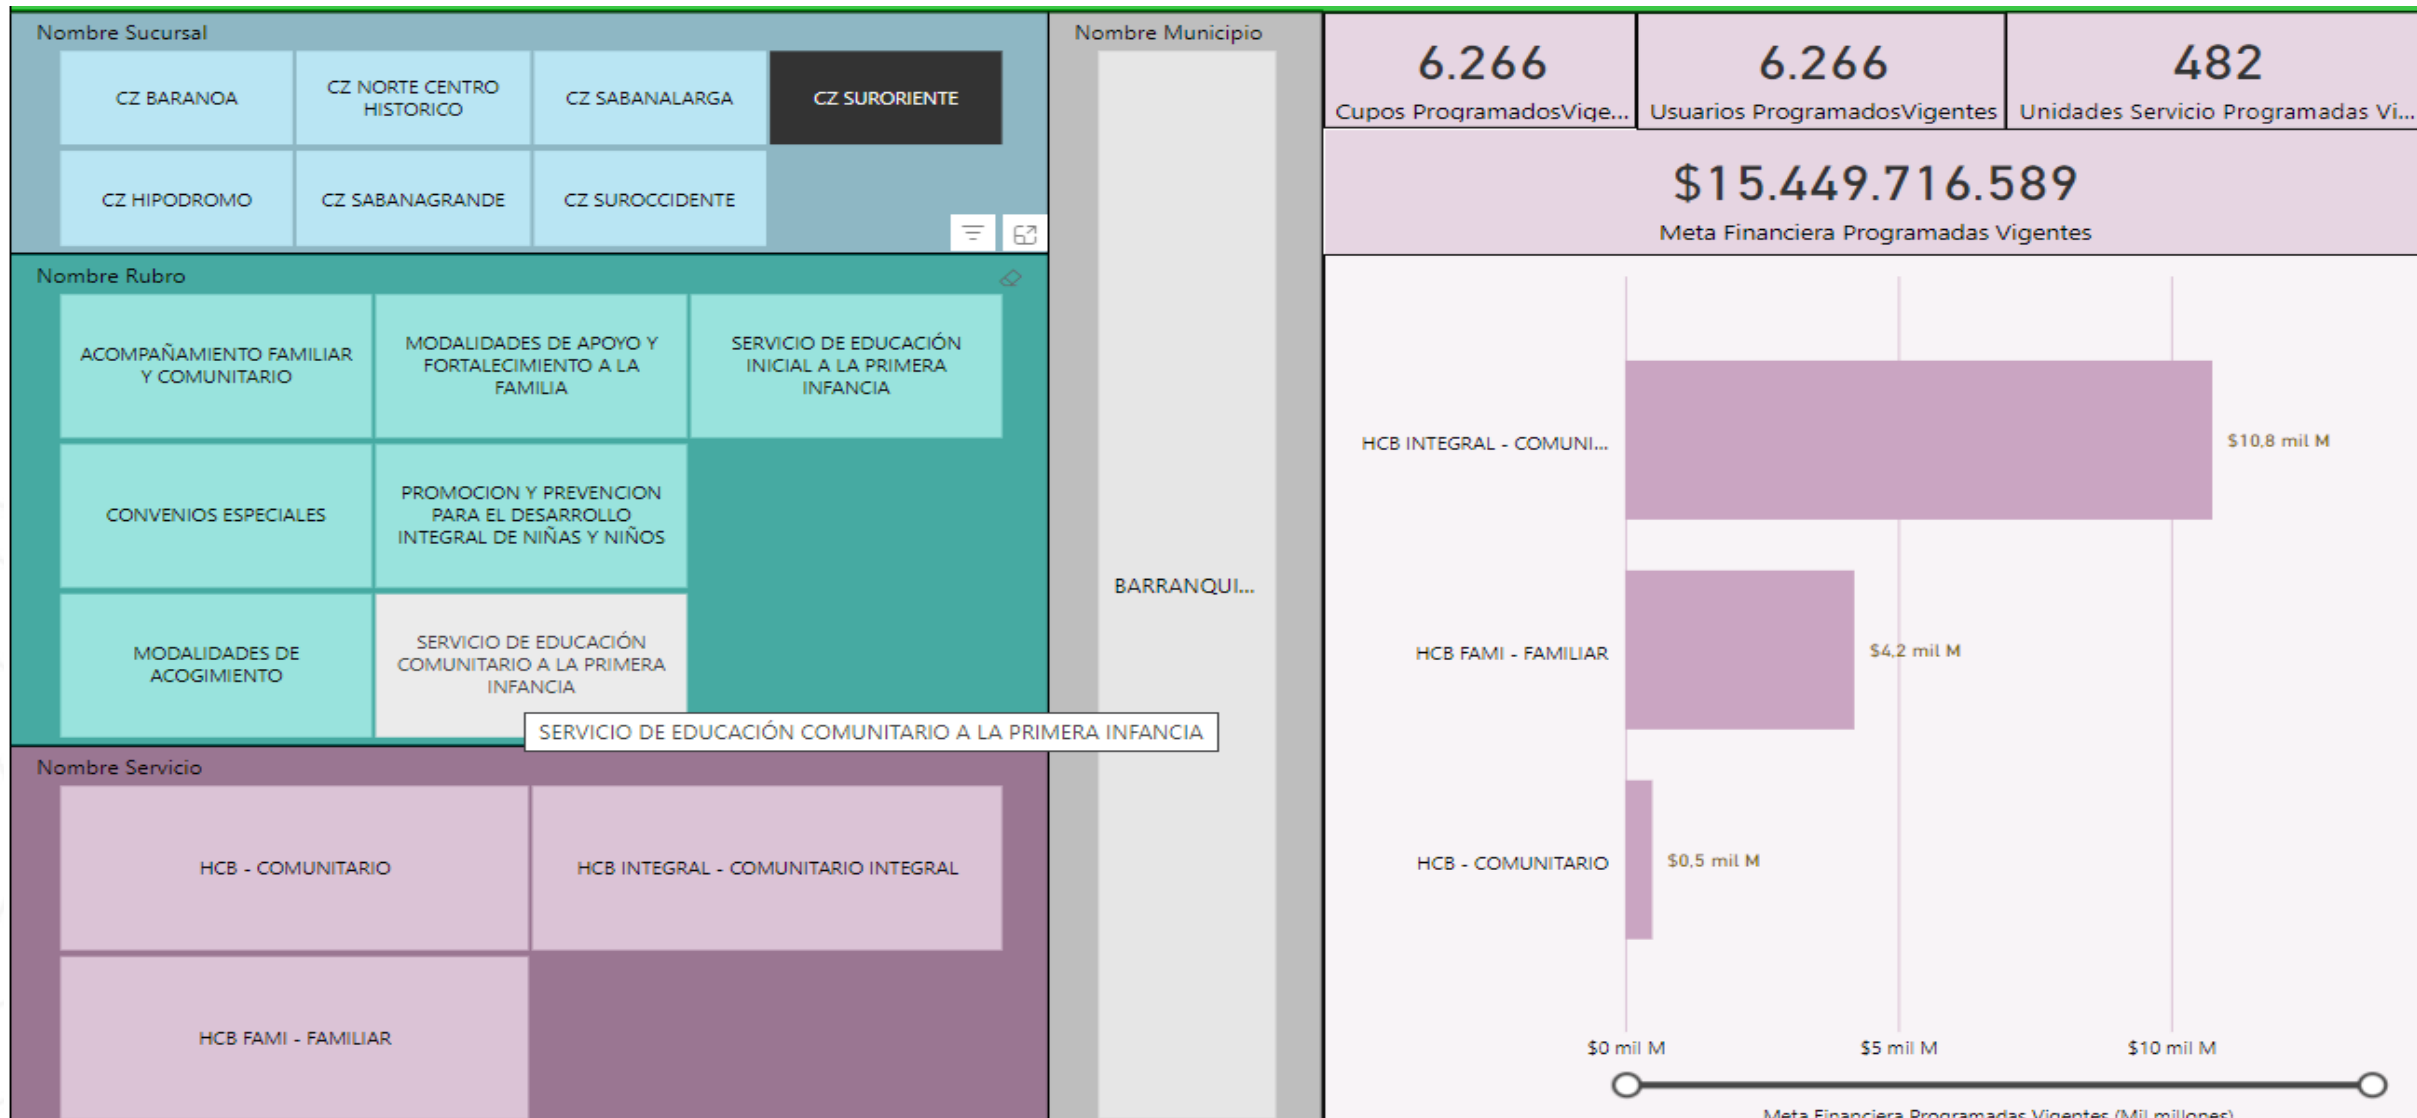 Nombre Sucursal
CZ BARANOA
CZ NORTE CENTRO
HISTORICO
CZ SABANALARGA
CZ SURORIENTE
CZ HIPODROMO
CZ SABANAGRANDE
CZ SUROCCIDENTE
Nombre Rubro
ACOMPAÑAMIENTO FAMILIAR
Y COMUNITARIO
MODALIDADES DE APOYO Y
FORTALECIMIENTO A LA
FAMILIA
SERVICIO DE EDUCACIÓN
INICIAL A LA PRIMERA
INFANCIA
CONVENIOS ESPECIALES
PROMOCION Y PREVENCION
PARA EL DESARROLLO
INTEGRAL DE NIÑAS Y NIÑOS
MODALIDADES DE
ACOGIMIENTO
SERVICIO DE EDUCACIÓN
COMUNITARIO A LA PRIMERA
INFANCIA
SERVICIO DE EDUCACIÓN COMUNITARIO A LA PRIMERA INFANCIA
Nombre Servicio
HCB - COMUNITARIO
HCB INTEGRAL - COMUNITARIO INTEGRAL
HCB FAMI - FAMILIAR
Nombre Municipio
BARRANQUI...
6.266
Cupos ProgramadosVige...
6.266
Usuarios ProgramadosVigentes
482
Unidades Servicio Programadas Vi...
$15.449.716.589
Meta Financiera Programadas Vigentes
HCB INTEGRAL - COMUNI...
$10,8 mil M
HCB FAMI - FAMILIAR
$4,2 mil M
HCB - COMUNITARIO
$0,5 mil M
$0 mil M
$5 mil M
$10 mil M
Meta Financiera Programadas Vigentes (Mil millones)